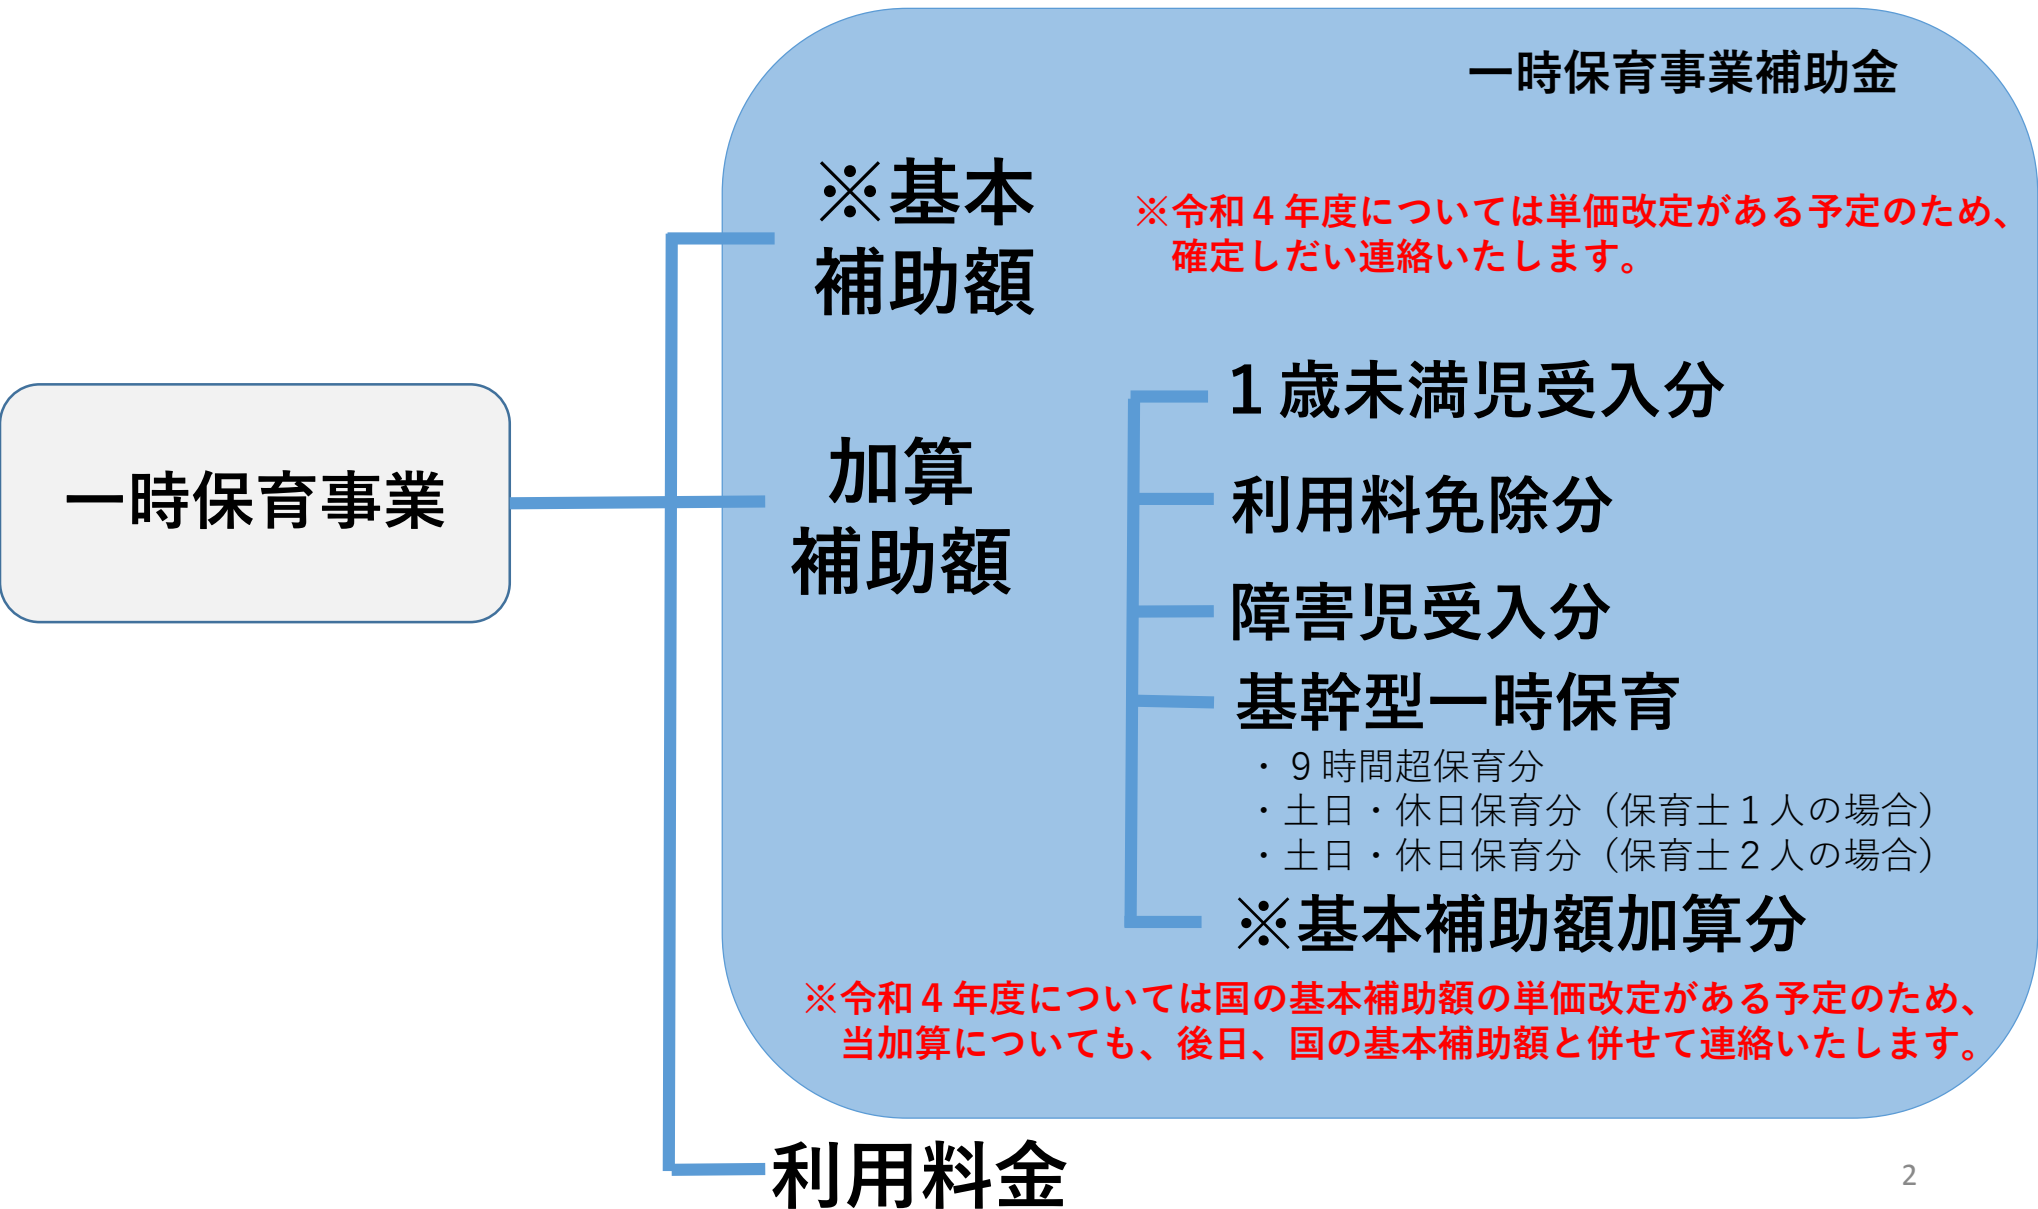 一時保育事業補助金
※基本
補助額
※令和４年度については単価改定がある予定のため、
確定しだい連絡いたします。
一時保育事業
加算
補助額
１歳未満児受入分
利用料免除分
障害児受入分
基幹型一時保育
・９時間超保育分
・土日・休日保育分（保育士１人の場合）
・土日・休日保育分（保育士２人の場合）
※基本補助額加算分
※令和４年度については国の基本補助額の単価改定がある予定のため、
当加算についても、後日、国の基本補助額と併せて連絡いたします。
利用料金
2